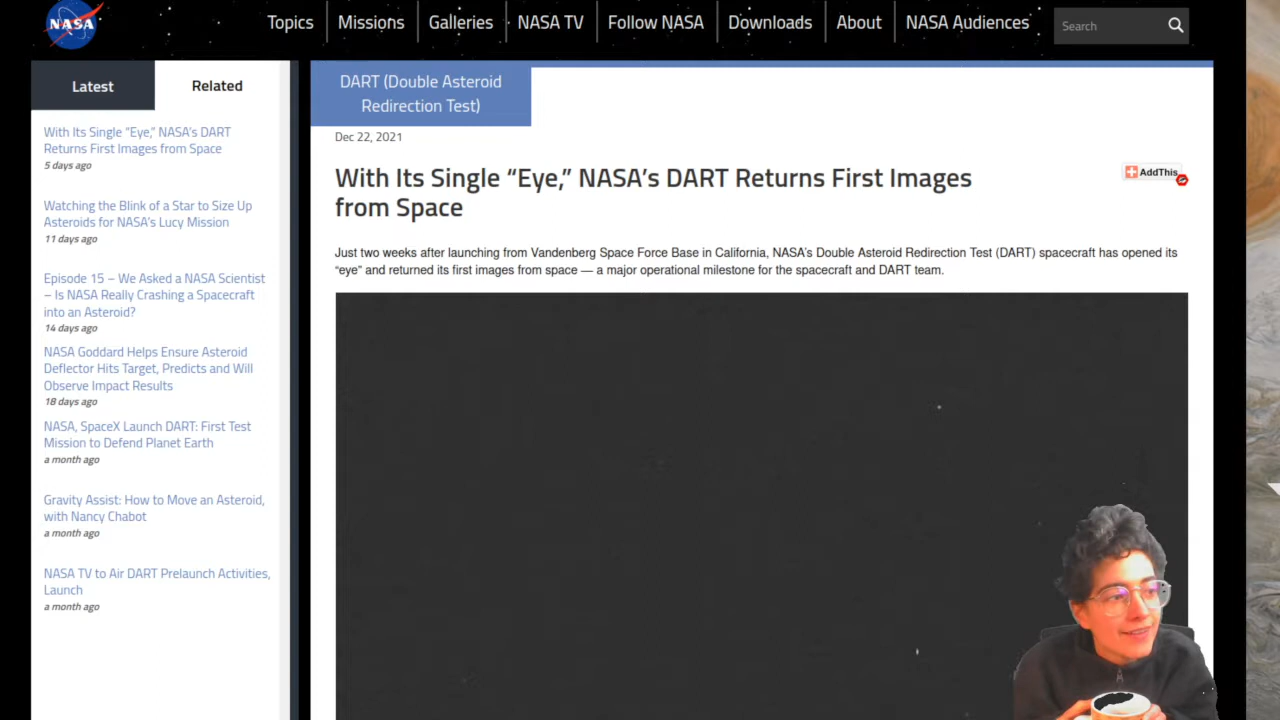 NASA
Topics
Missions
Galleries
NASA TV
Follow NASA
Downloads
About
NASA Audiences
Search
Latest
Related
With Its Single “Eye,” NASA’s DART
Returns First Images from Space
5 days ago
Watching the Blink of a Star to Size Up
Asteroids for NASA’s Lucy Mission
11 days ago
Episode 15 – We Asked a NASA Scientist
– Is NASA Really Crashing a Spacecraft
into an Asteroid?
14 days ago
NASA Goddard Helps Ensure Asteroid
Deflector Hits Target, Predicts and Will
Observe Impact Results
18 days ago
NASA, SpaceX Launch DART: First Test
Mission to Defend Planet Earth
a month ago
Gravity Assist: How to Move an Asteroid,
with Nancy Chabot
a month ago
NASA TV to Air DART Prelaunch Activities,
Launch
a month ago
DART (Double Asteroid
Redirection Test)
Dec 22, 2021
With Its Single “Eye,” NASA’s DART Returns First Images
from Space
AddThis
Just two weeks after launching from Vandenberg Space Force Base in California, NASA’s Double Asteroid Redirection Test (DART) spacecraft has opened its
“eye” and returned its first images from space — a major operational milestone for the spacecraft and DART team.